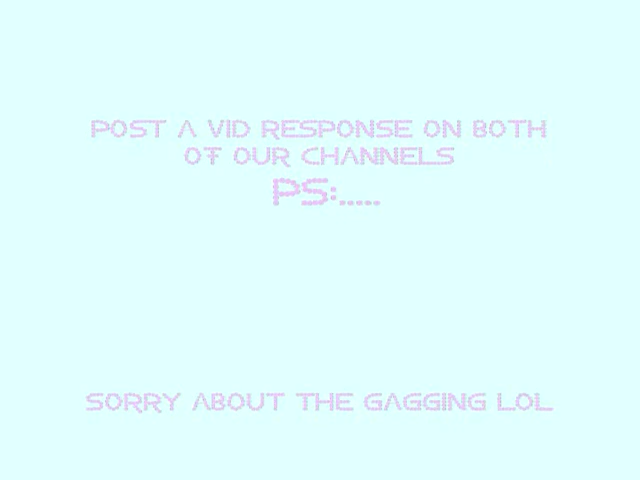 POST A VID RESPONSE ON BOTH
OF OUR CHANNELS
PS:.....
SORRY ABOUT THE GAGGING LOL